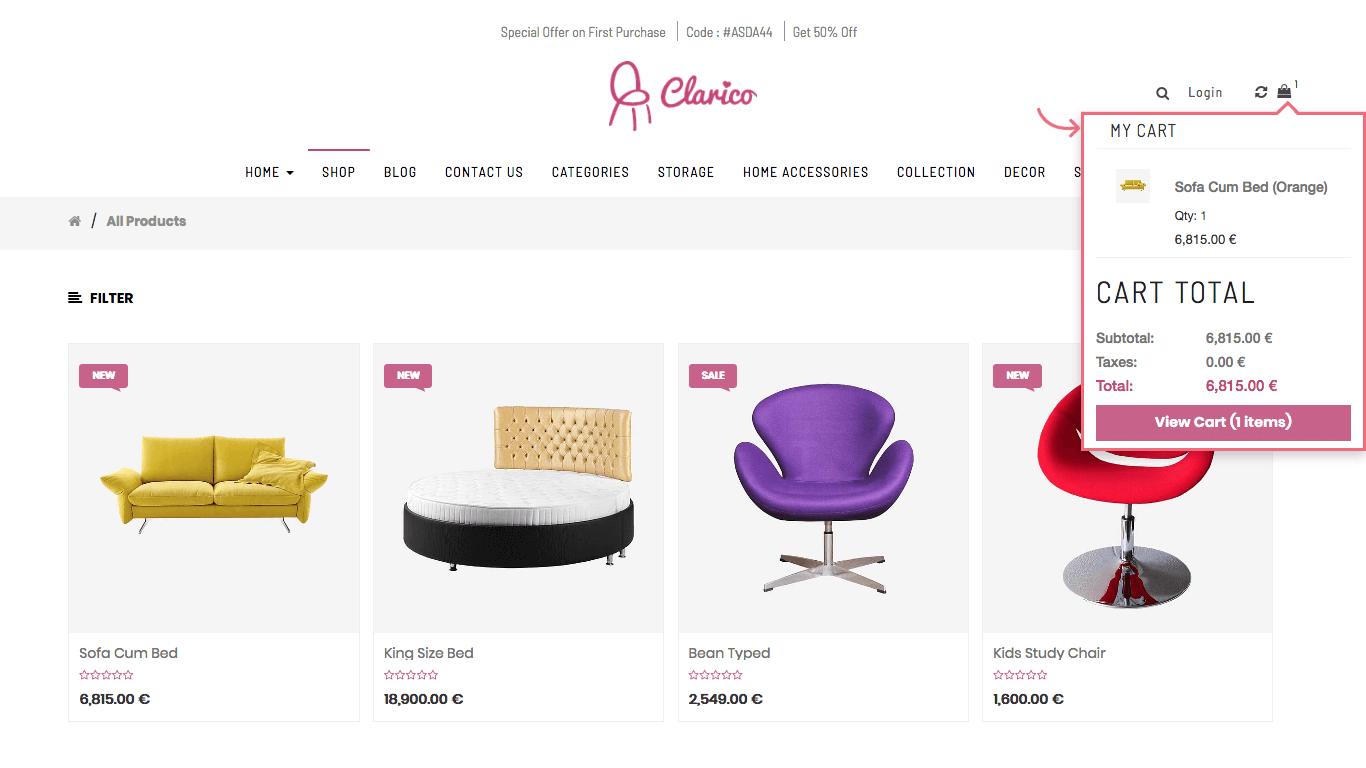 Special Offer on First Purchase | Code : #ASDA44 | Get 50% Off
Clarico
Login
1
HOME SHOP BLOG CONTACT US CATEGORIES STORAGE HOME ACCESSORIES COLLECTION DECOR
/ All Products
MY CART
Sofa Cum Bed (Orange)
Qty: 1
6,815.00 €
CART TOTAL
Subtotal: 6,815.00 €
Taxes: 0.00 €
Total: 6,815.00 €
View Cart (1 items)
FILTER
NEW
NEW
SALE
NEW
Sofa Cum Bed
6,815.00 €
King Size Bed
18,900.00 €
Bean Typed
2,549.00 €
Kids Study Chair
1,600.00 €